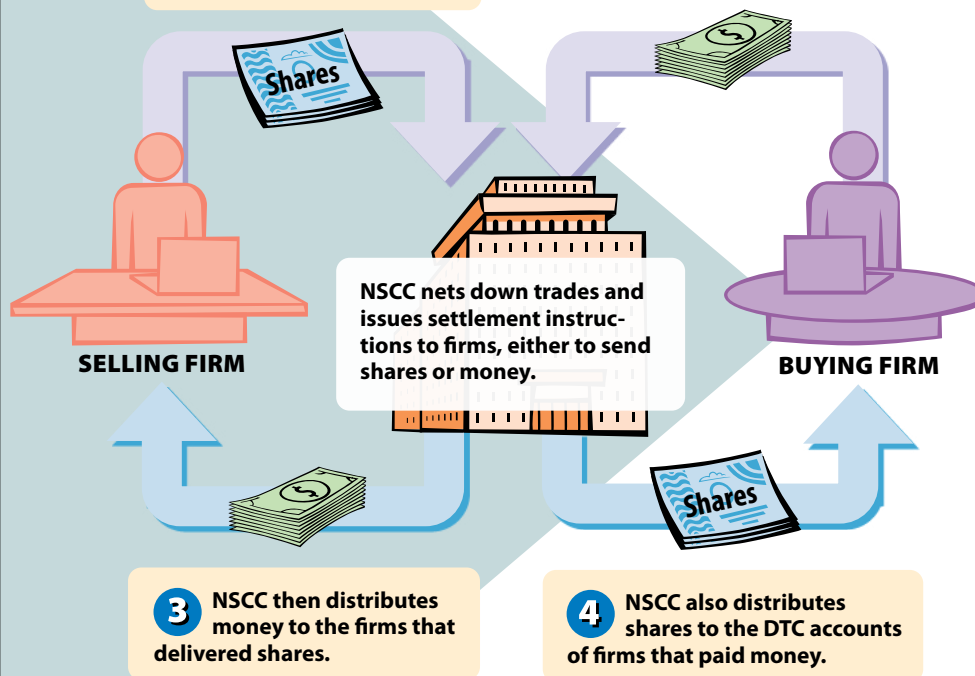 Shares
$
NSCC nets down trades and
issues settlement instruc-
tions to firms, either to send
shares or money.
SELLING FIRM
BUYING FIRM
$
Shares
3 NSCC then distributes
money to the firms that
delivered shares.
4 NSCC also distributes
shares to the DTC accounts
of firms that paid money.